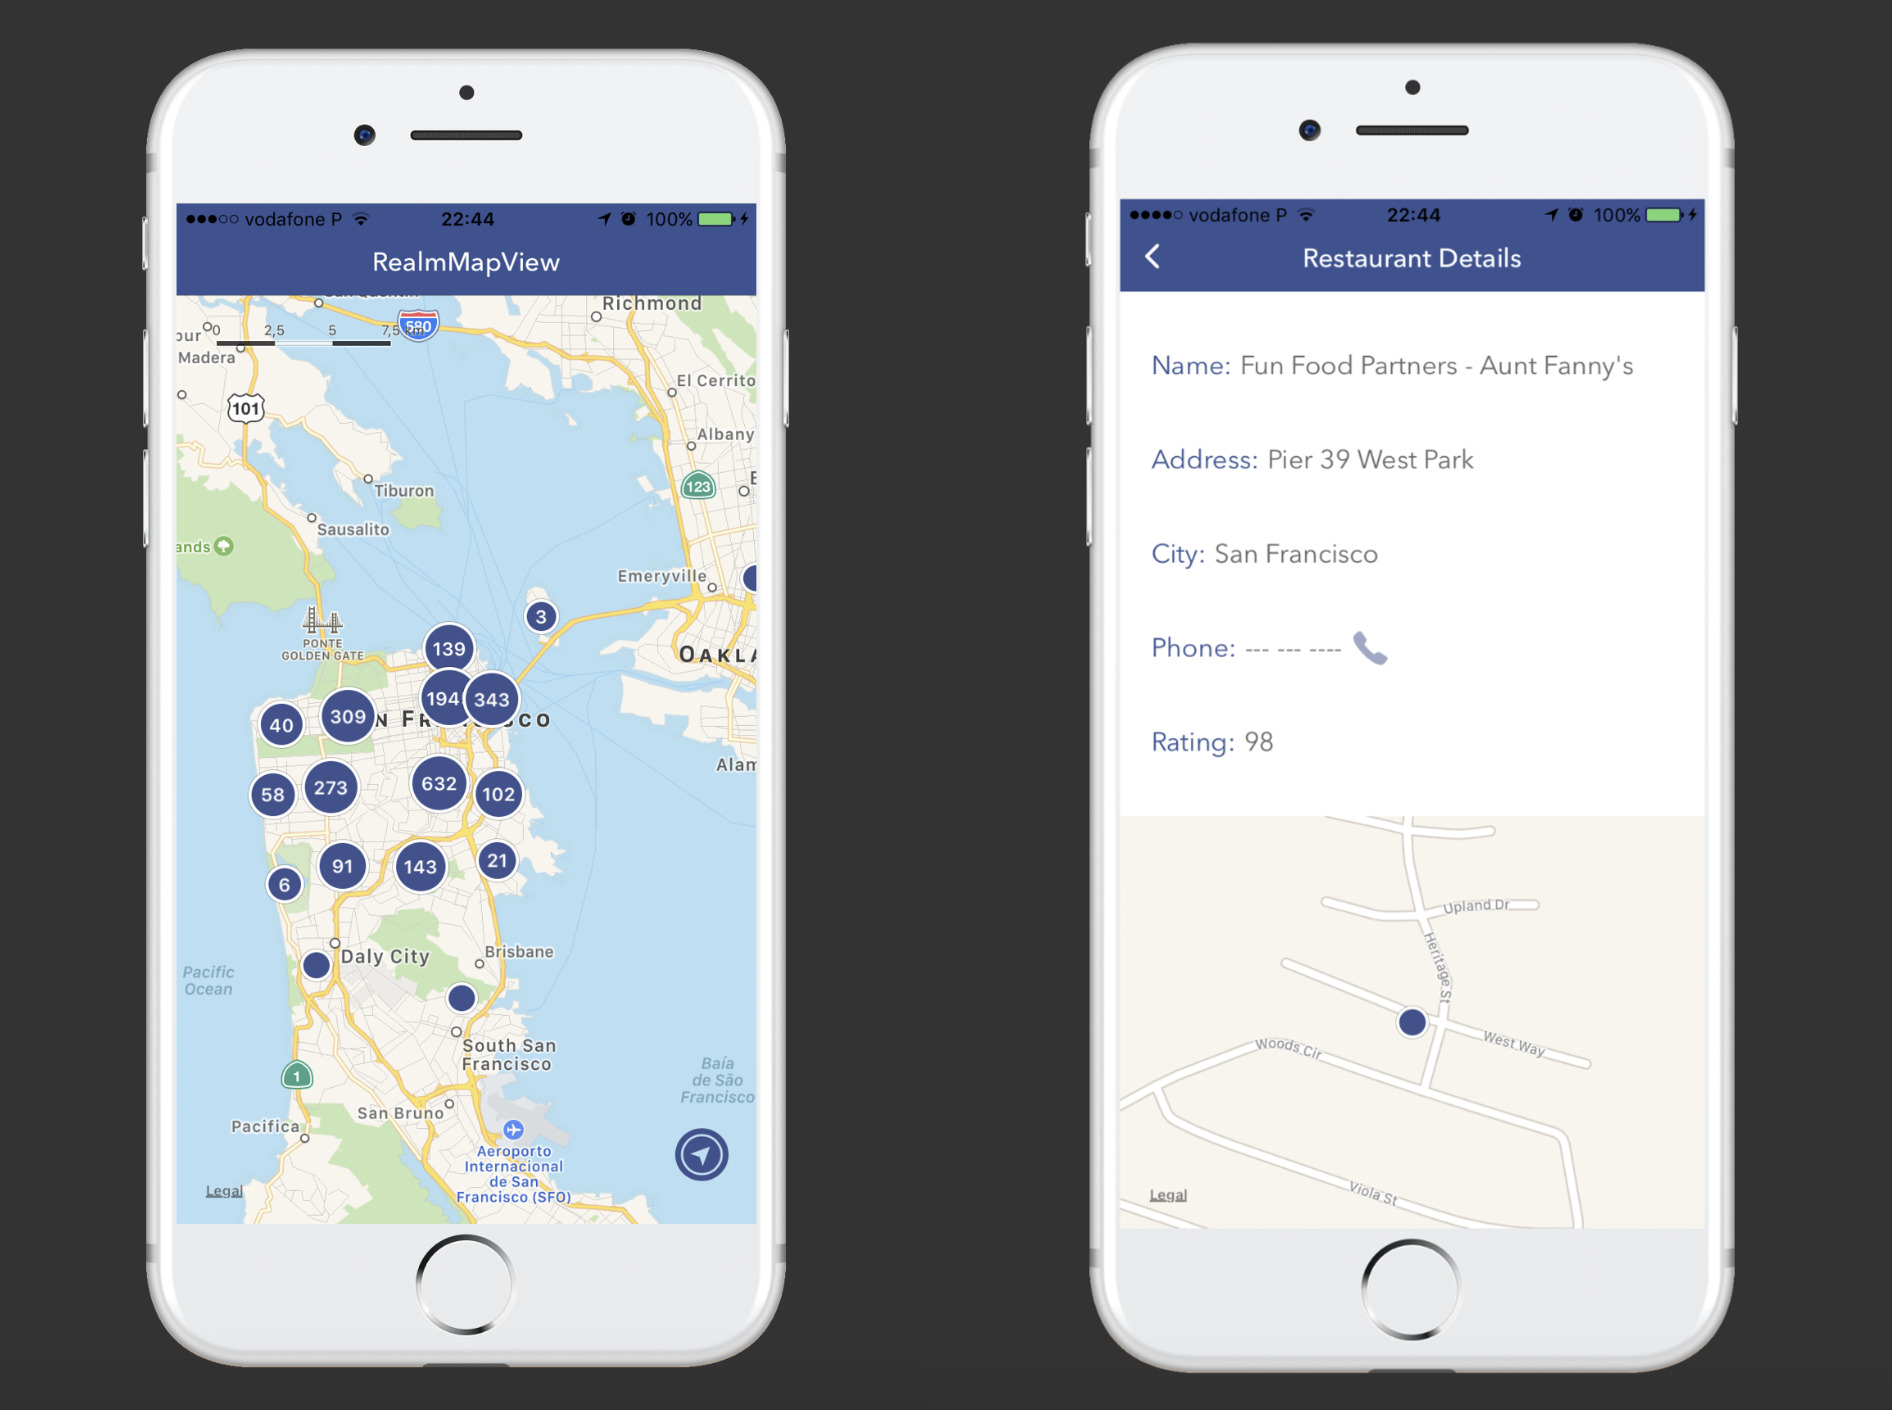 vodafone P
22:44
100%
RealmMapView
Richmond
0 2,5 5 7,5 km
580
Madera
El Cerrito
101
Albany
123
Tiburon
Sausalito
ands
Emeryville
3
PONTE
GOLDEN GATE
139
OAKLA
194
343
40
309
N FR
SCO
Alam
58
273
632
102
91
143
21
6
Daly City
Brisbane
Pacific
Ocean
South San
Francisco
1
Baía
de São
Francisco
San Bruno
Pacifica
Aeroporto
Internacional
de San
Francisco (SFO)
Legal
vodafone P
22:44
100%
Restaurant Details
Name: Fun Food Partners - Aunt Fanny's
Address: Pier 39 West Park
City: San Francisco
Phone: --- --- ----
Rating: 98
Upland Dr
Heritage St
West Way
Woods Cir
Viola St
Legal